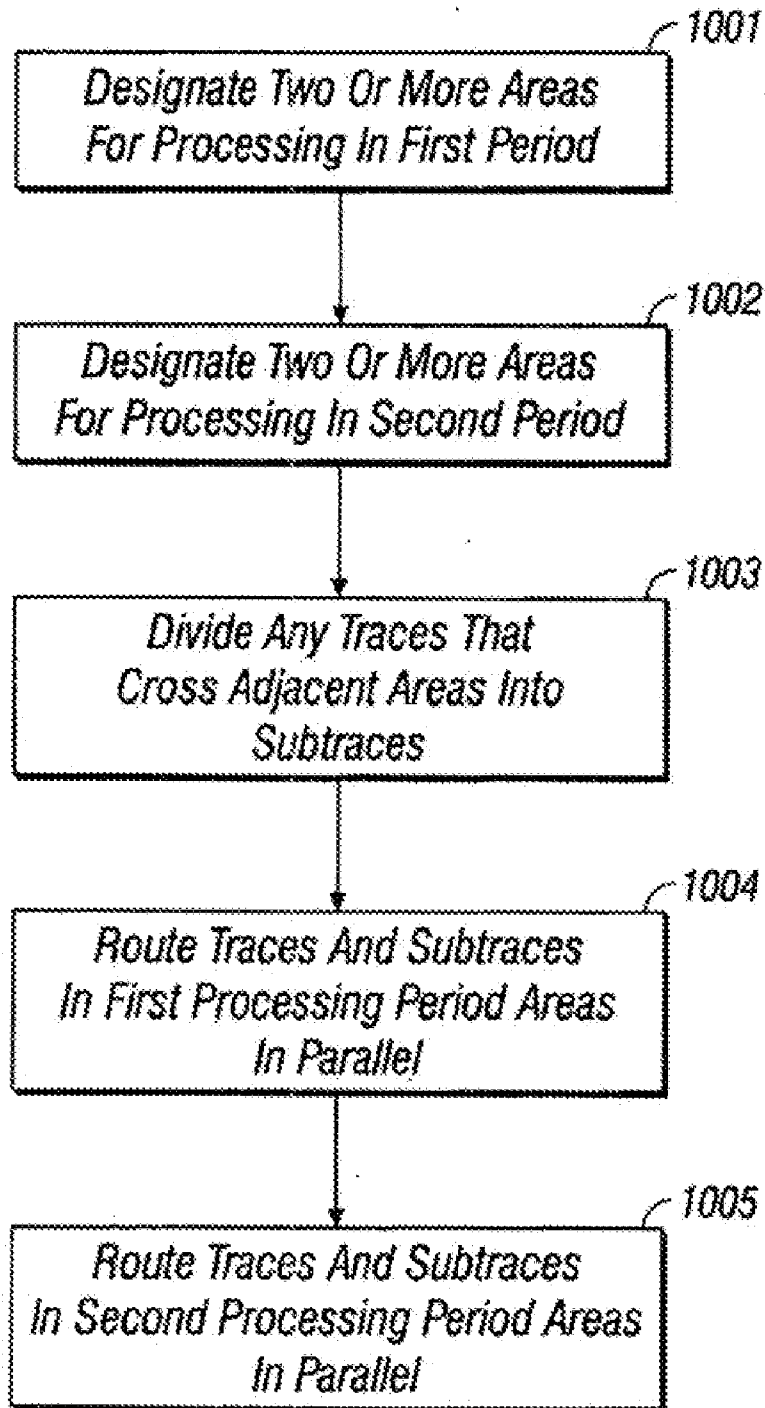 1001
Designate Two Or More Areas
For Processing In First Period
1002
Designate Two Or More Areas
For Processing In Second Period
1003
Divide Any Traces That
Cross Adjacent Areas Into
Subtraces
1004
Route Traces And Subtraces
In First Processing Period Areas
In Parallel
1005
Route Traces And Subtraces
In Second Processing Period Areas
In Parallel